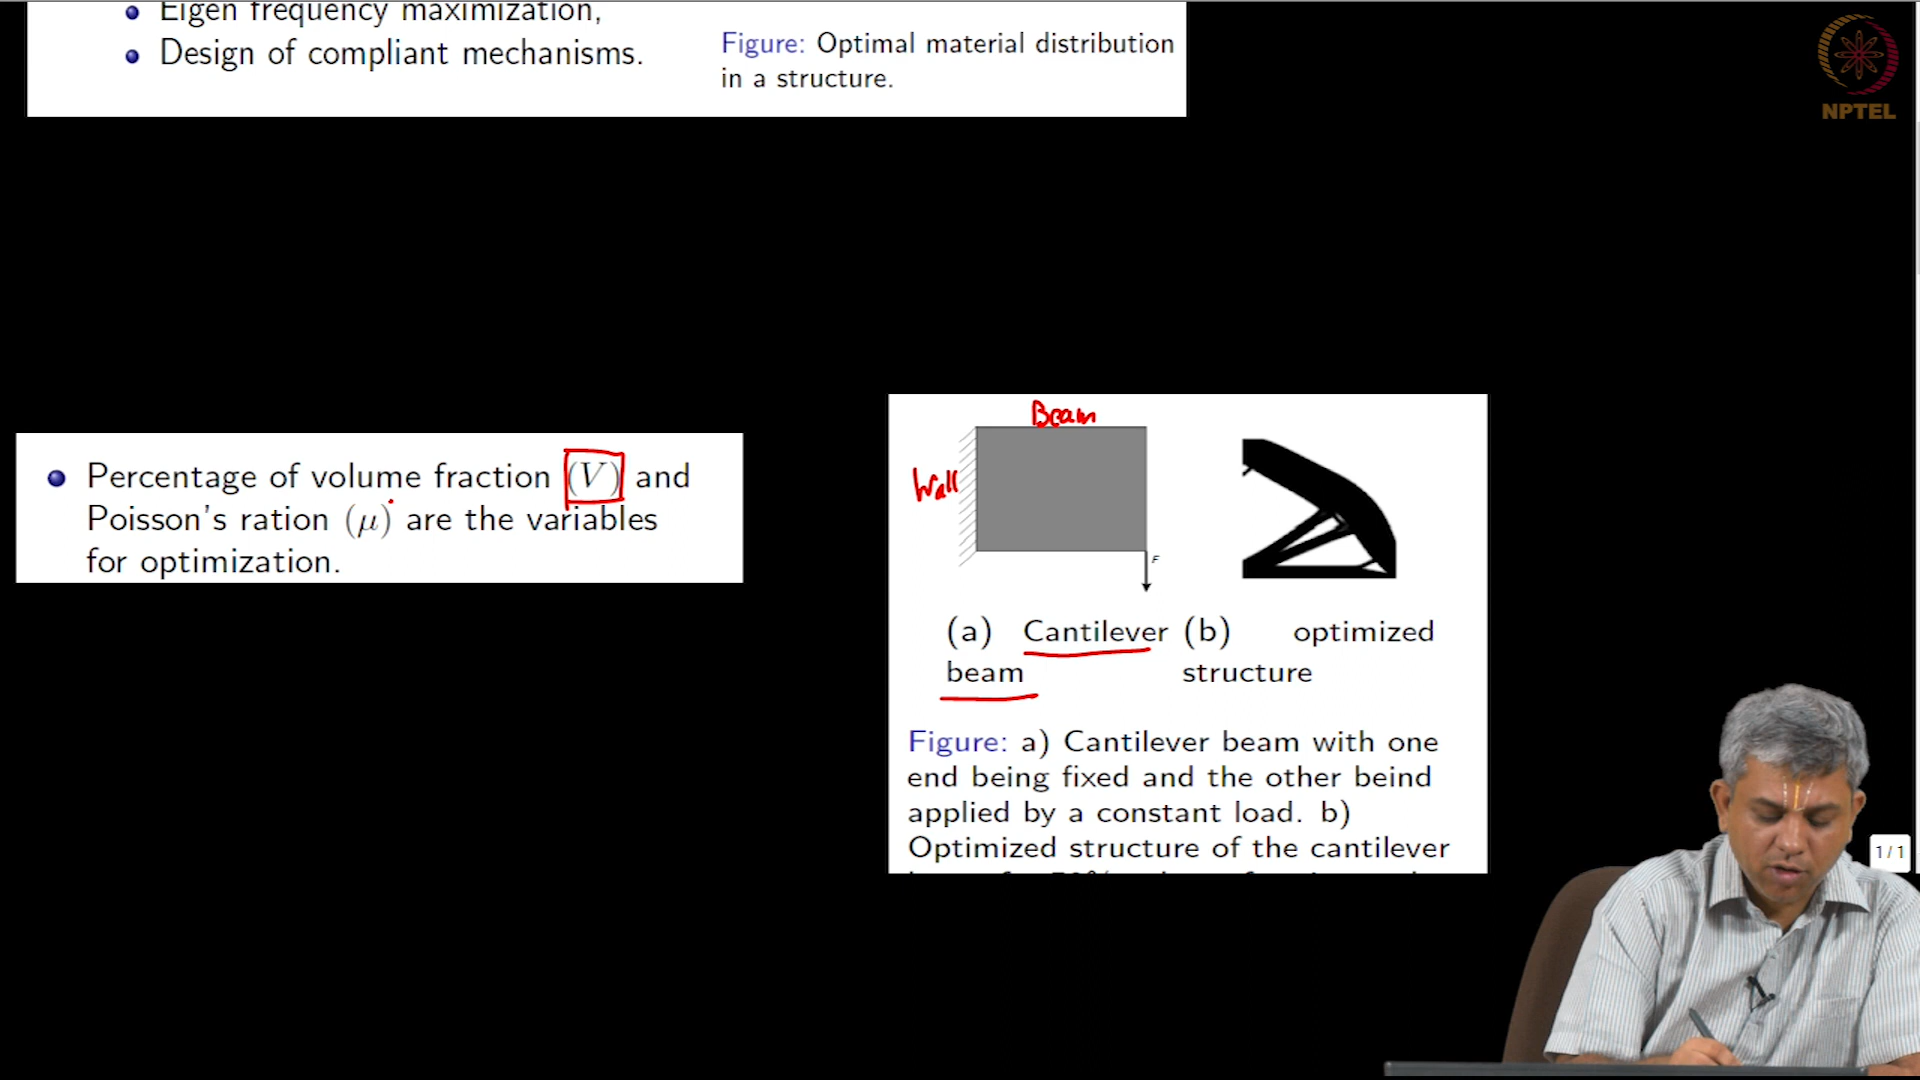 Eigen frequency maximization,
Design of compliant mechanisms.
Figure: Optimal material distribution
in a structure.
NPTEL
Percentage of volume fraction (V) and
Poisson's ration (μ) are the variables
for optimization.
Beam
Wall
F
(a) Cantilever
beam
(b) optimized
structure
Figure: a) Cantilever beam with one
end being fixed and the other beind
applied by a constant load. b)
Optimized structure of the cantilever
1/1